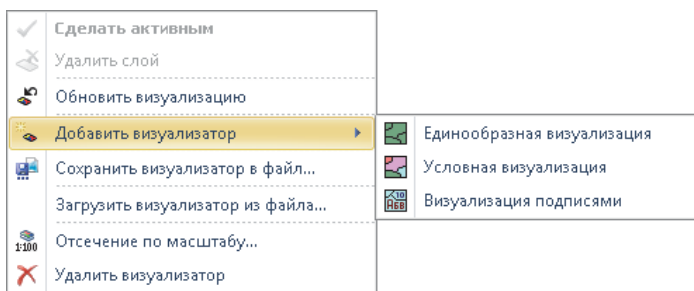 Сделать активным
Удалить слой
Обновить визуализацию
Добавить визуализатор
Единообразная визуализация
Сохранить визуализатор в файл...
Условная визуализация
Загрузить визуализатор из файла...
Визуализация подписями
1:100 Отсечение по масштабу...
Удалить визуализатор